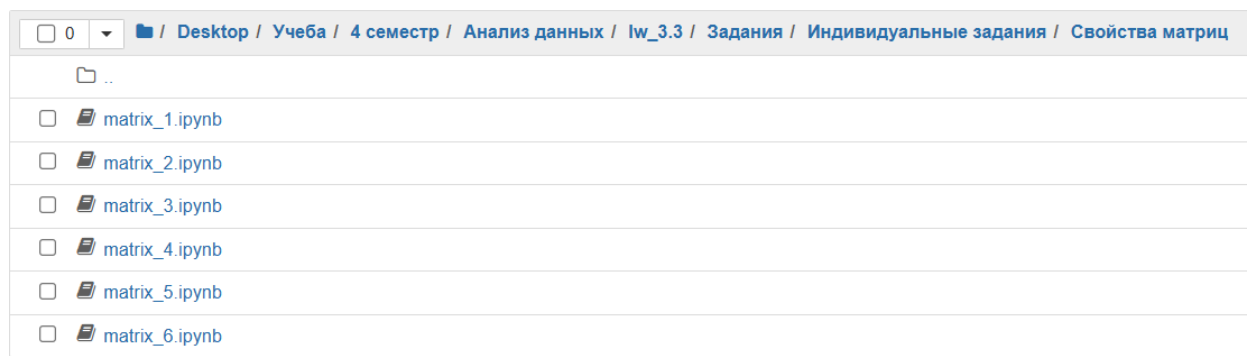 0 / Desktop / Учеба / 4 семестр / Анализ данных / lw_3.3 / Задания / Индивидуальные задания / Свойства матриц
..
matrix_1.ipynb
matrix_2.ipynb
matrix_3.ipynb
matrix_4.ipynb
matrix_5.ipynb
matrix_6.ipynb